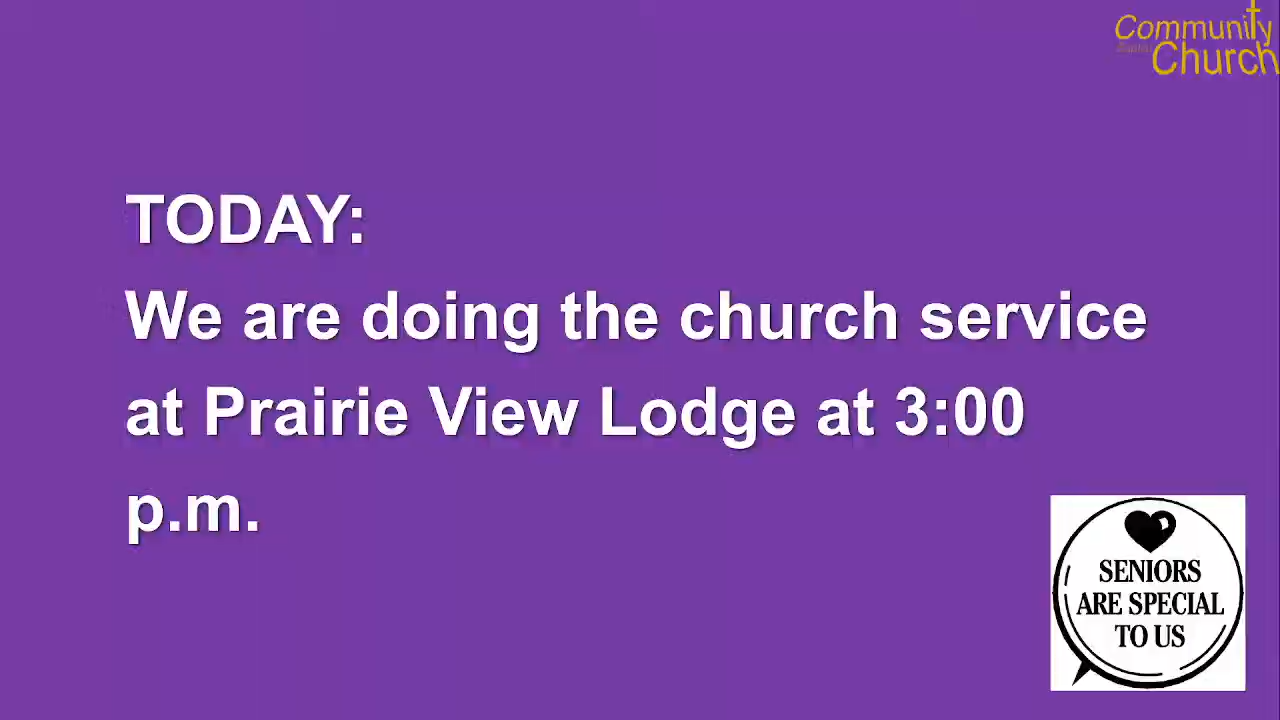 Community
Baptist
Church
TODAY:
We are doing the church service
at Prairie View Lodge at 3:00
p.m.
SENIORS
ARE SPECIAL
TO US